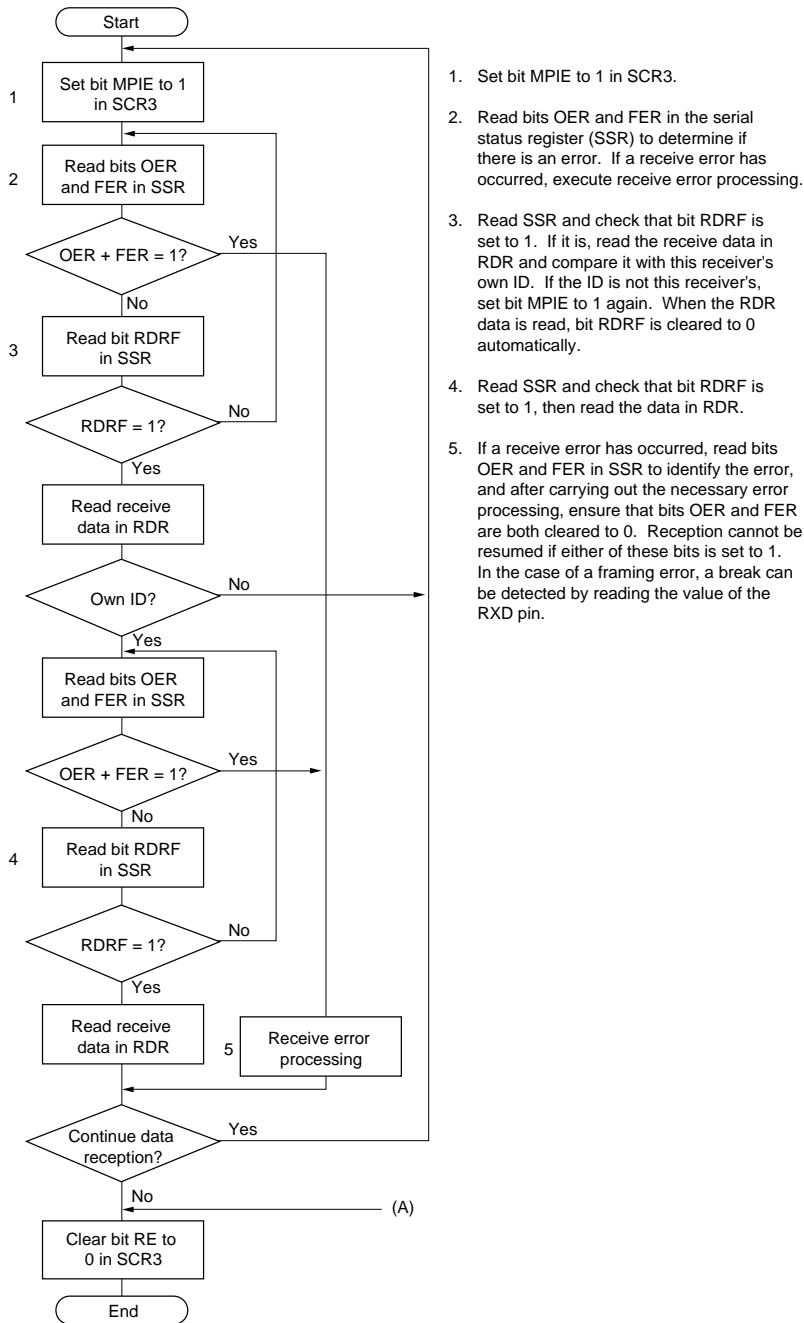 Start
1
Set bit MPIE to 1
in SCR3
2
Read bits OER
and FER in SSR
OER + FER = 1?
Yes
No
3
Read bit RDRF
in SSR
RDRF = 1?
No
Yes
Read receive
data in RDR
Own ID?
No
Yes
Read bits OER
and FER in SSR
OER + FER = 1?
Yes
No
4
Read bit RDRF
in SSR
RDRF = 1?
No
Yes
Read receive
data in RDR
5
Receive error
processing
Continue data
reception?
Yes
No
(A)
Clear bit RE to
0 in SCR3
End
1. Set bit MPIE to 1 in SCR3.
2. Read bits OER and FER in the serial
status register (SSR) to determine if
there is an error. If a receive error has
occurred, execute receive error processing.
3. Read SSR and check that bit RDRF is
set to 1. If it is, read the receive data in
RDR and compare it with this receiver's
own ID. If the ID is not this receiver's,
set bit MPIE to 1 again. When the RDR
data is read, bit RDRF is cleared to 0
automatically.
4. Read SSR and check that bit RDRF is
set to 1, then read the data in RDR.
5. If a receive error has occurred, read bits
OER and FER in SSR to identify the error,
and after carrying out the necessary error
processing, ensure that bits OER and FER
are both cleared to 0. Reception cannot be
resumed if either of these bits is set to 1.
In the case of a framing error, a break can
be detected by reading the value of the
RXD pin.